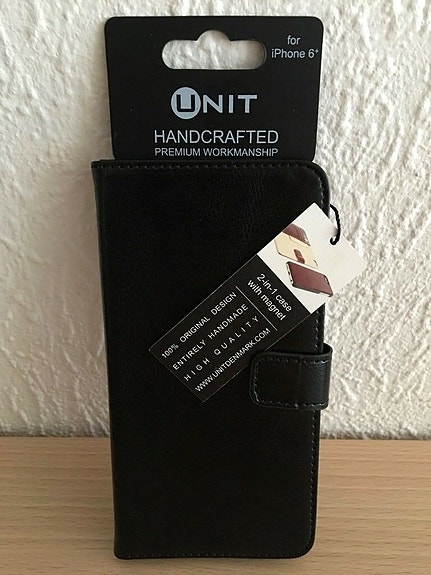 for
iPhone 6+
UNIT
HANDCRAFTED
PREMIUM WORKMANSHIP
2-in-1 case
with magnet
100% ORIGINAL DESIGN
ENTIRELY HANDMADE
HIGH QUALITY
WWW.UNITDENMARK.COM